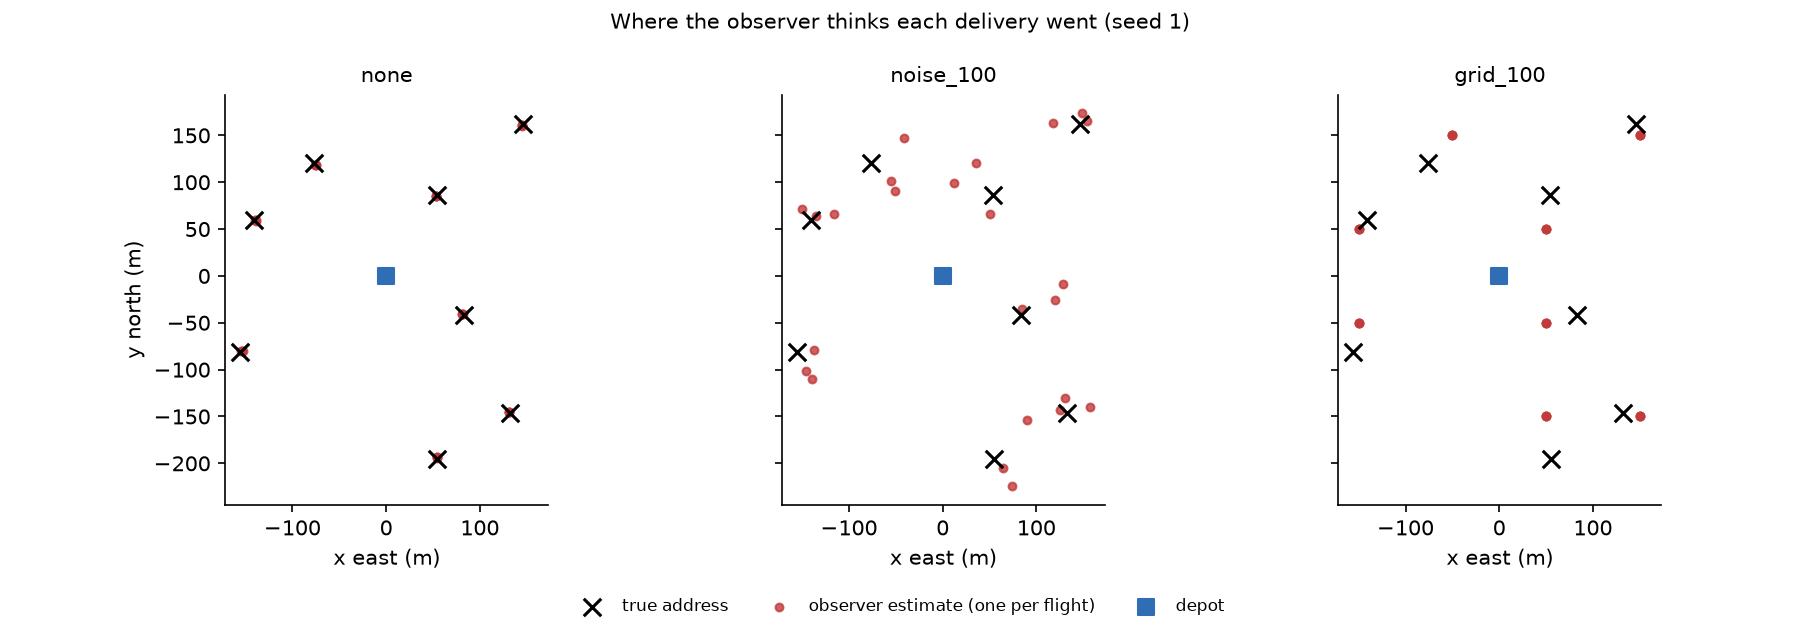 Where the observer thinks each delivery went (seed 1)
none
noise_100
grid_100
y north (m)
150
100
50
0
−50
−100
−150
−200
−100 0 100
−100 0 100
−100 0 100
x east (m)
x east (m)
x east (m)
true address
observer estimate (one per flight)
depot